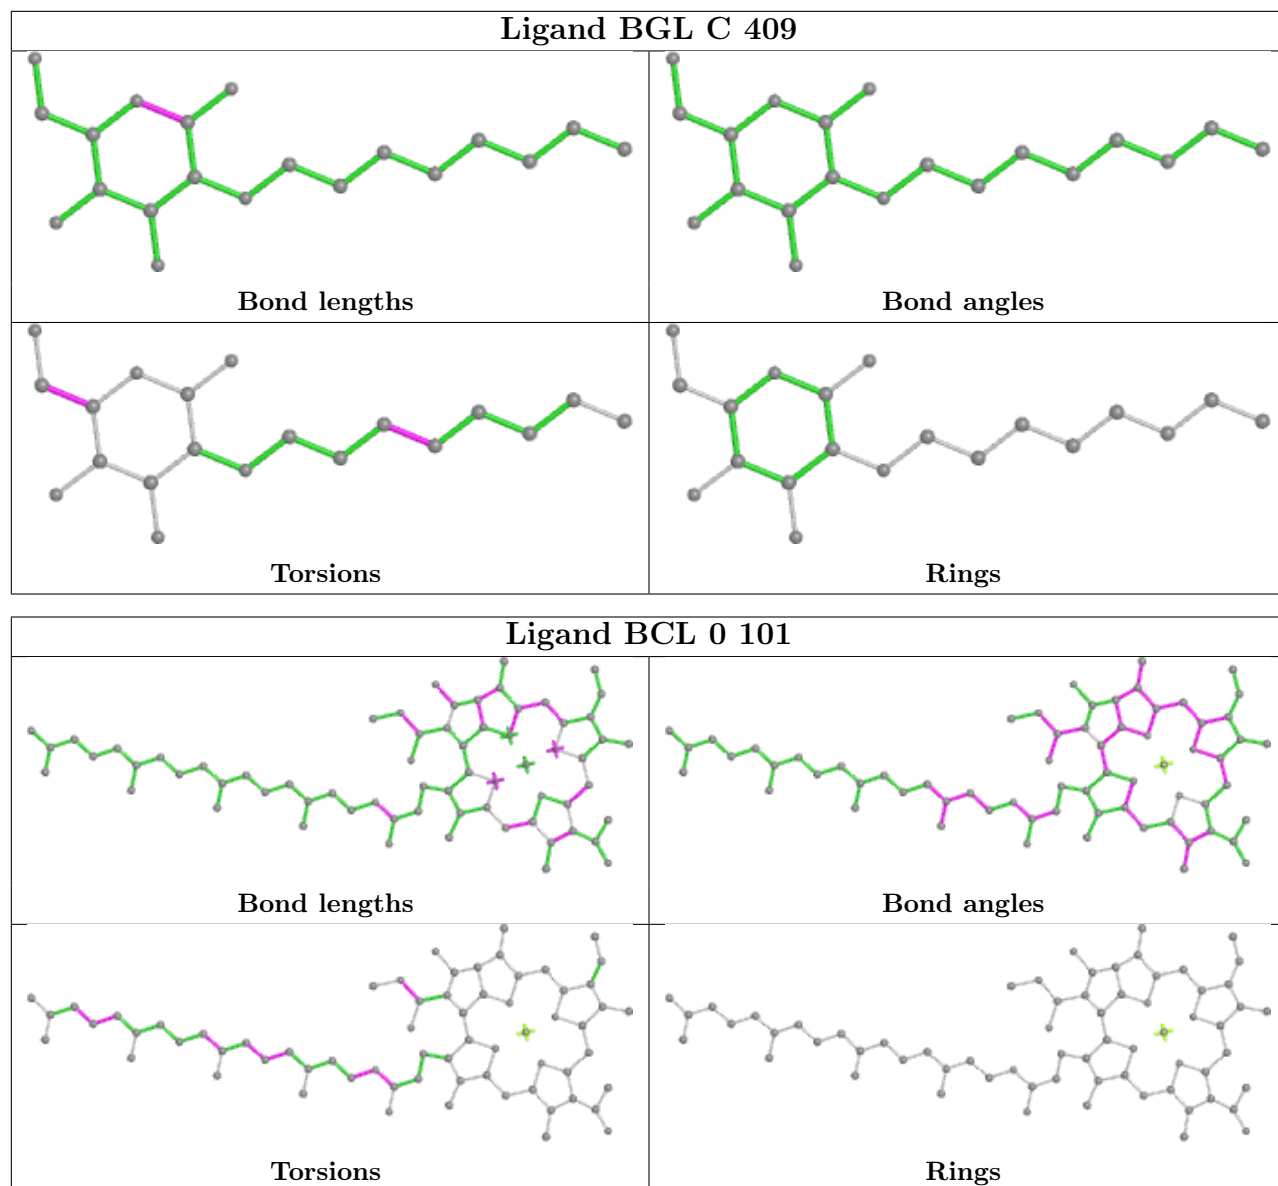 Ligand BGL C 409
Bond lengths
Bond angles
Torsions
Rings
Ligand BCL 0 101
Bond lengths
Bond angles
Torsions
Rings